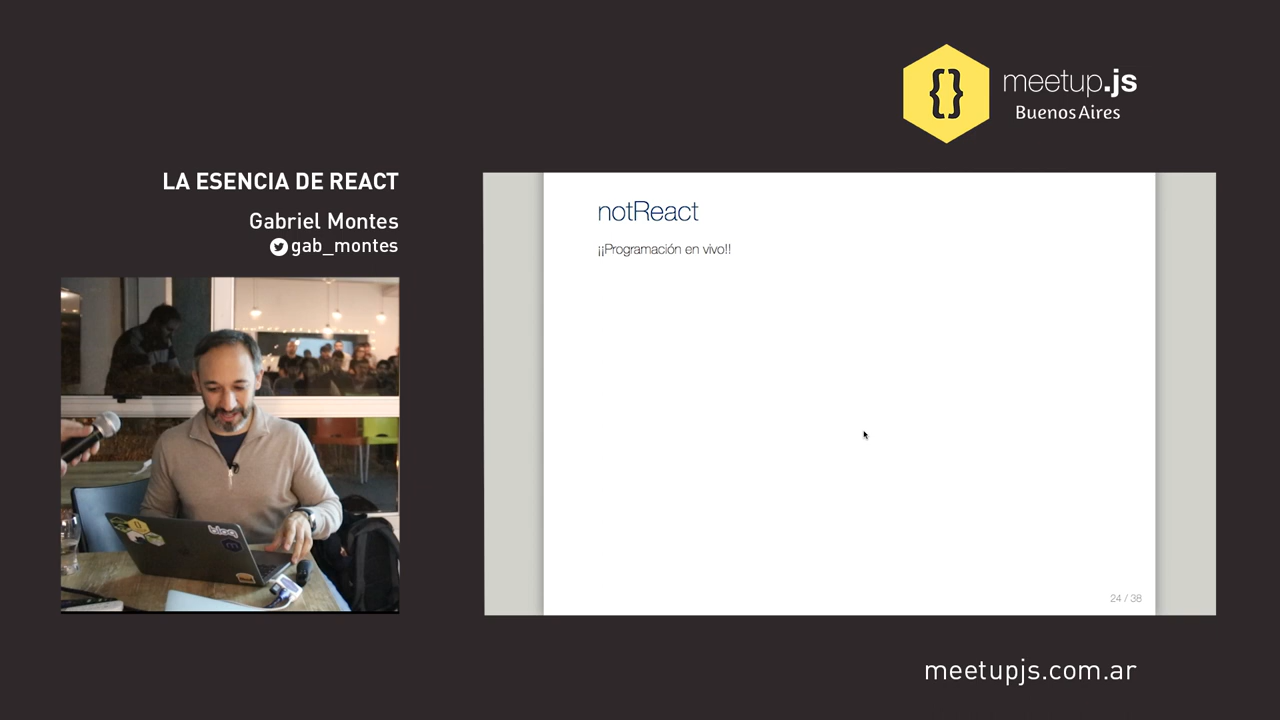 {}
meetup.js
Buenos Aires
LA ESENCIA DE REACT
Gabriel Montes
gab_montes
notReact
¡¡Programación en vivo!!
24 / 38
bloq
meetupjs.com.ar